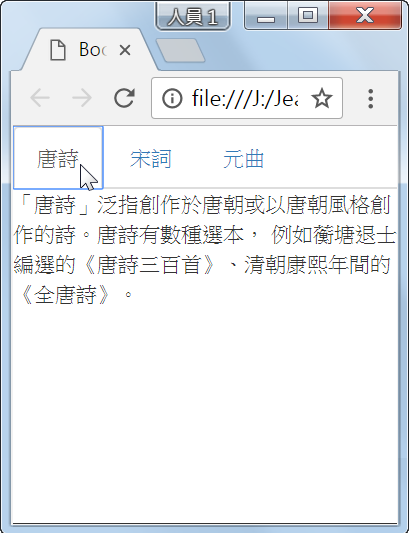 人員 1
Boo
file:///J:/Jea
唐詩 宋詞 元曲
「唐詩」泛指創作於唐朝或以唐朝風格創
作的詩。唐詩有數種選本， 例如蘅塘退士
編選的《唐詩三百首》、清朝康熙年間的
《全唐詩》。